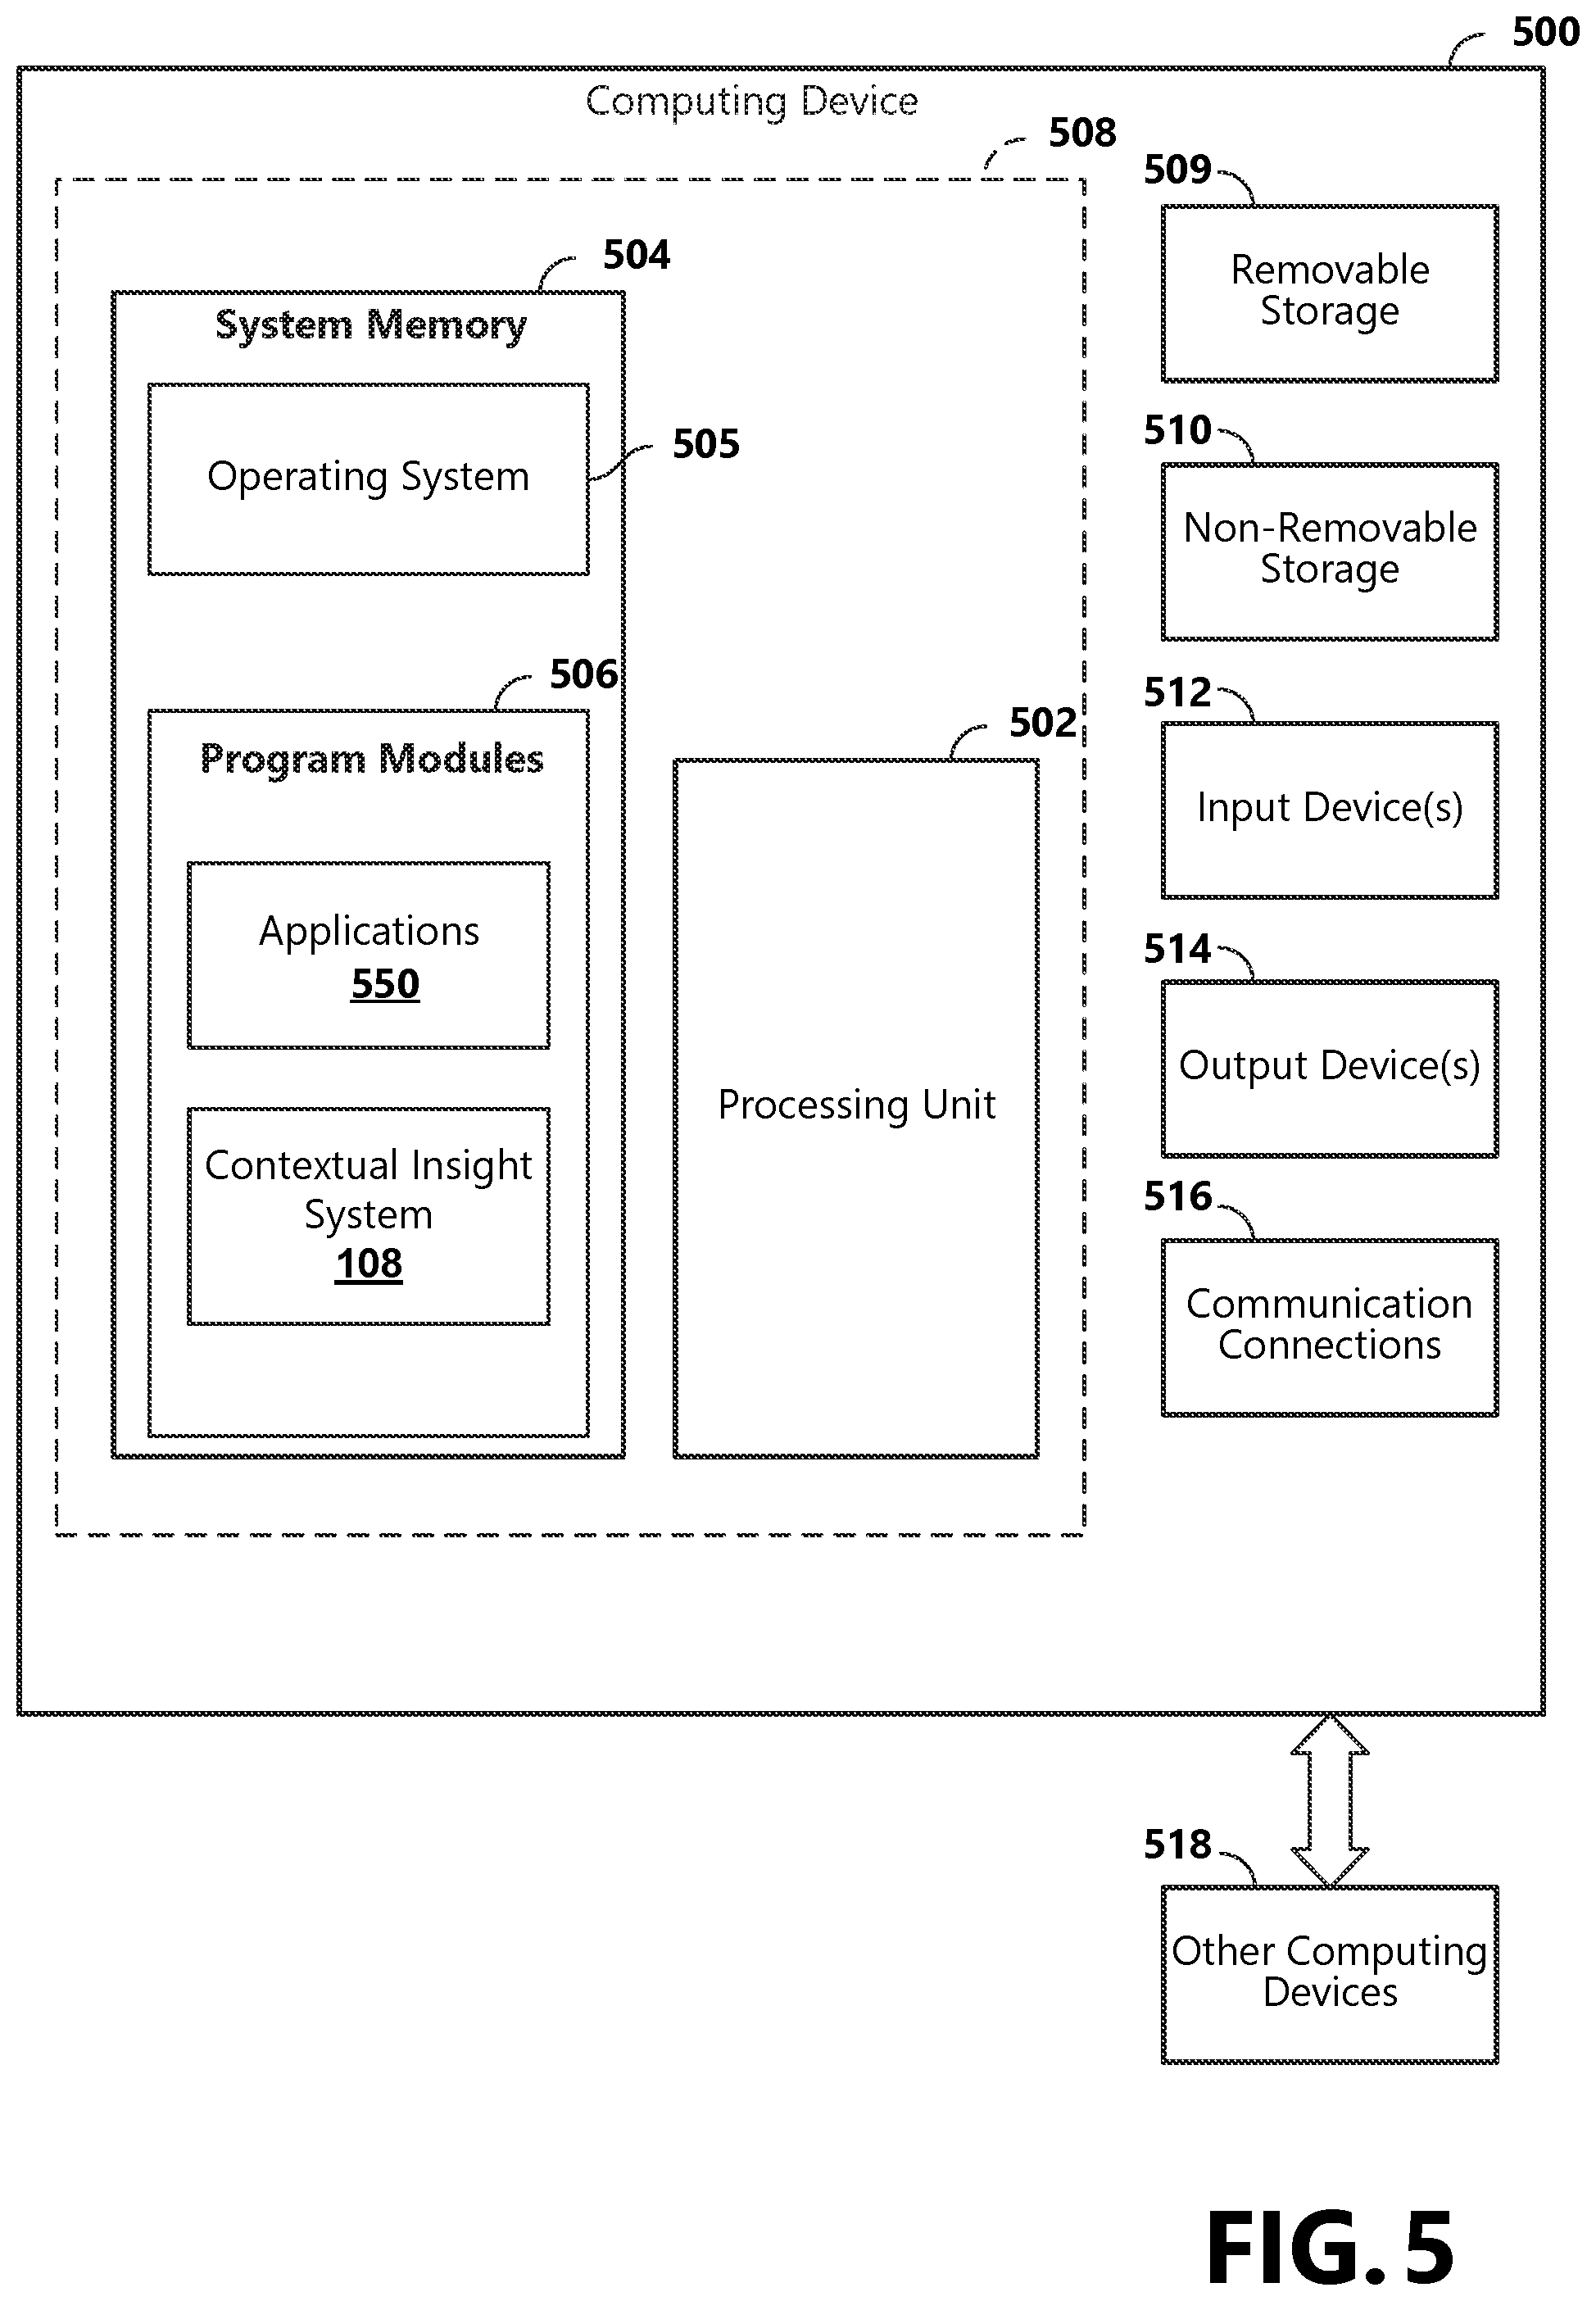 500
Computing Device
508
509
Removable
Storage
504
System Memory
Operating System
505
510
Non-Removable
Storage
506
Program Modules
502
512
Input Device(s)
Applications
550
514
Output Device(s)
Processing Unit
Contextual Insight
System
108
516
Communication
Connections
518
Other Computing
Devices
FIG. 5